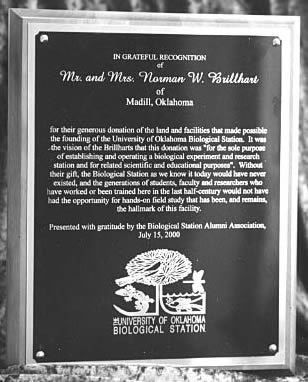 IN GRATEFUL RECOGNITION
of
Mr. and Mrs. Norman W. Brillhart
of
Madill, Oklahoma
for their generous donation of the land and facilities that made possible
the founding of the University of Oklahoma Biological Station. It was
the vision of the Brillharts that this donation was "for the sole purpose
of establishing and operating a biological experiment and research
station and for related scientific and educational purposes". Without
their gift, the Biological Station as we know it today would have never
existed, and the generations of students, faculty and researchers who
have worked or been trained here in the last half-century would not have
had the opportunity for hands-on field study that has been, and remains,
the hallmark of this facility.
Presented with gratitude by the Biological Station Alumni Association,
July 15, 2000
THE UNIVERSITY OF OKLAHOMA
BIOLOGICAL STATION